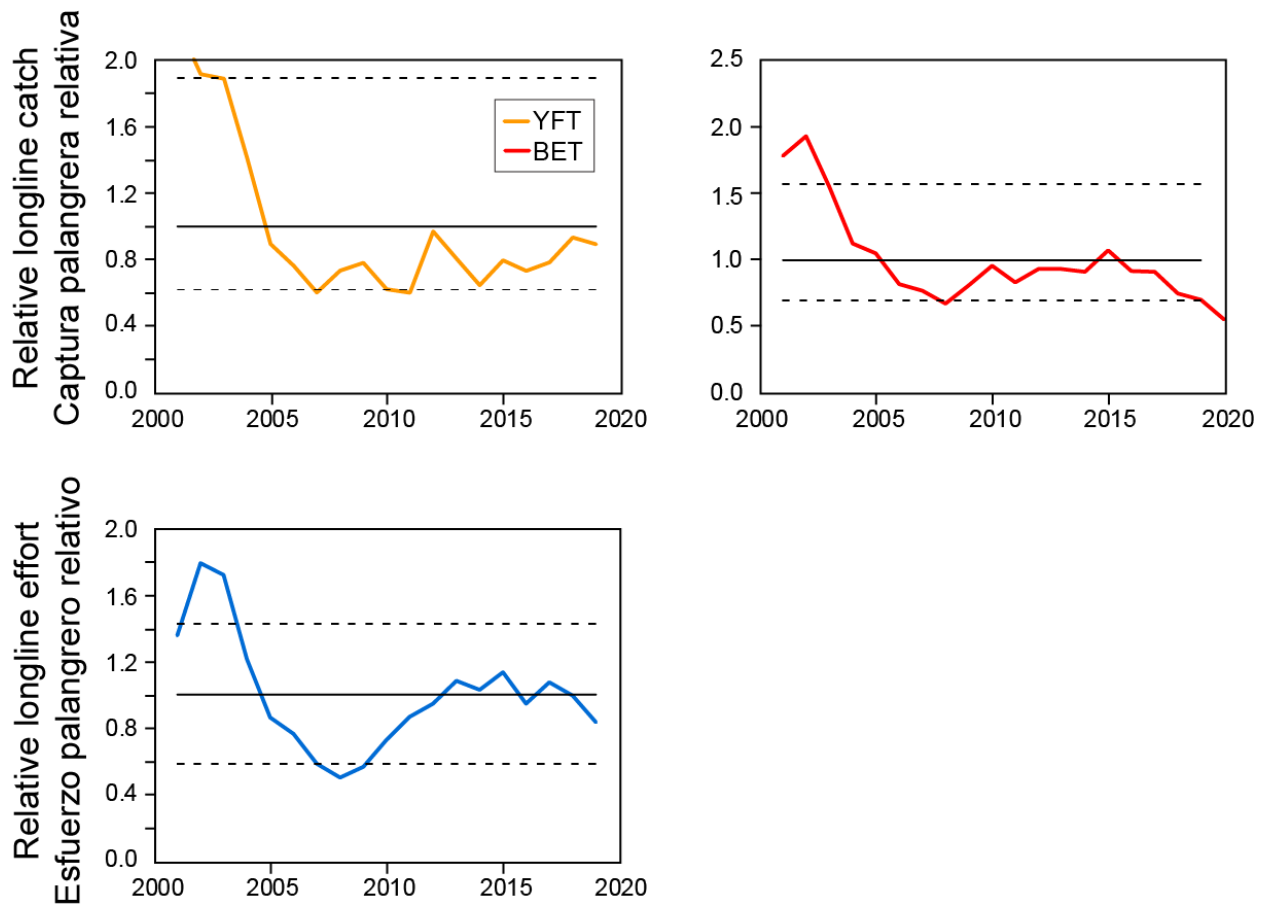 Relative longline catch
Captura palangrera relativa
2.0
1.6
1.2
0.8
0.4
0.0
2000 2005 2010 2015 2020
YFT
BET
2.5
2.0
1.5
1.0
0.5
0.0
2000 2005 2010 2015 2020
Relative longline effort
Esfuerzo palangrero relativo
2.0
1.6
1.2
0.8
0.4
0.0
2000 2005 2010 2015 2020